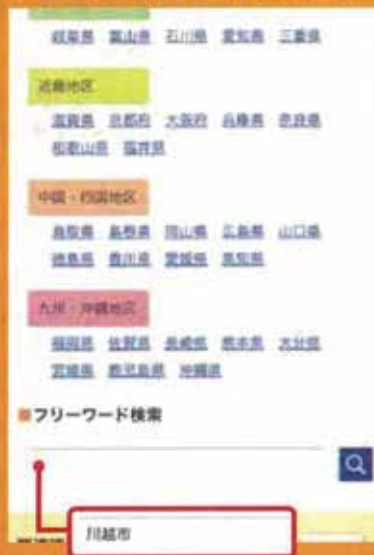 岐阜県 富山県 石川県 愛知県 三重県
近畿地区
滋賀県 京都府 大阪府 兵庫県 奈良県
和歌山県 福井県
中国・四国地区
鳥取県 島根県 岡山県 広島県 山口県
徳島県 香川県 愛媛県 高知県
九州・沖縄地区
福岡県 佐賀県 長崎県 熊本県 大分県
宮崎県 鹿児島県 沖縄県
■フリーワード検索
川越市